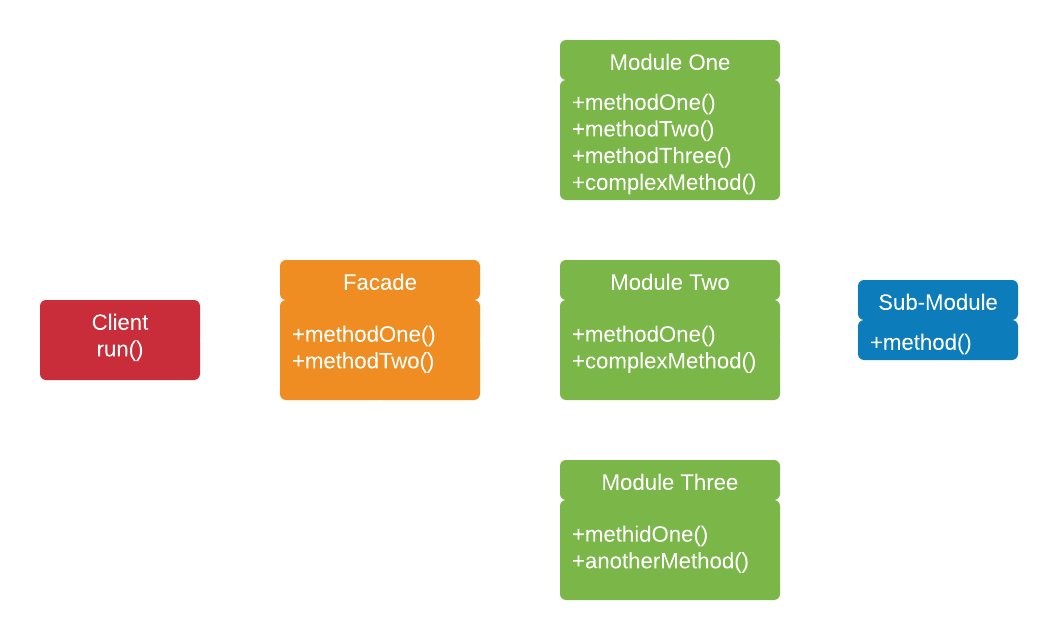 Module One
+methodOne()
+methodTwo()
+methodThree()
+complexMethod()
Client
run()
Facade
+methodOne()
+methodTwo()
Module Two
+methodOne()
+complexMethod()
Sub-Module
+method()
Module Three
+methidOne()
+anotherMethod()